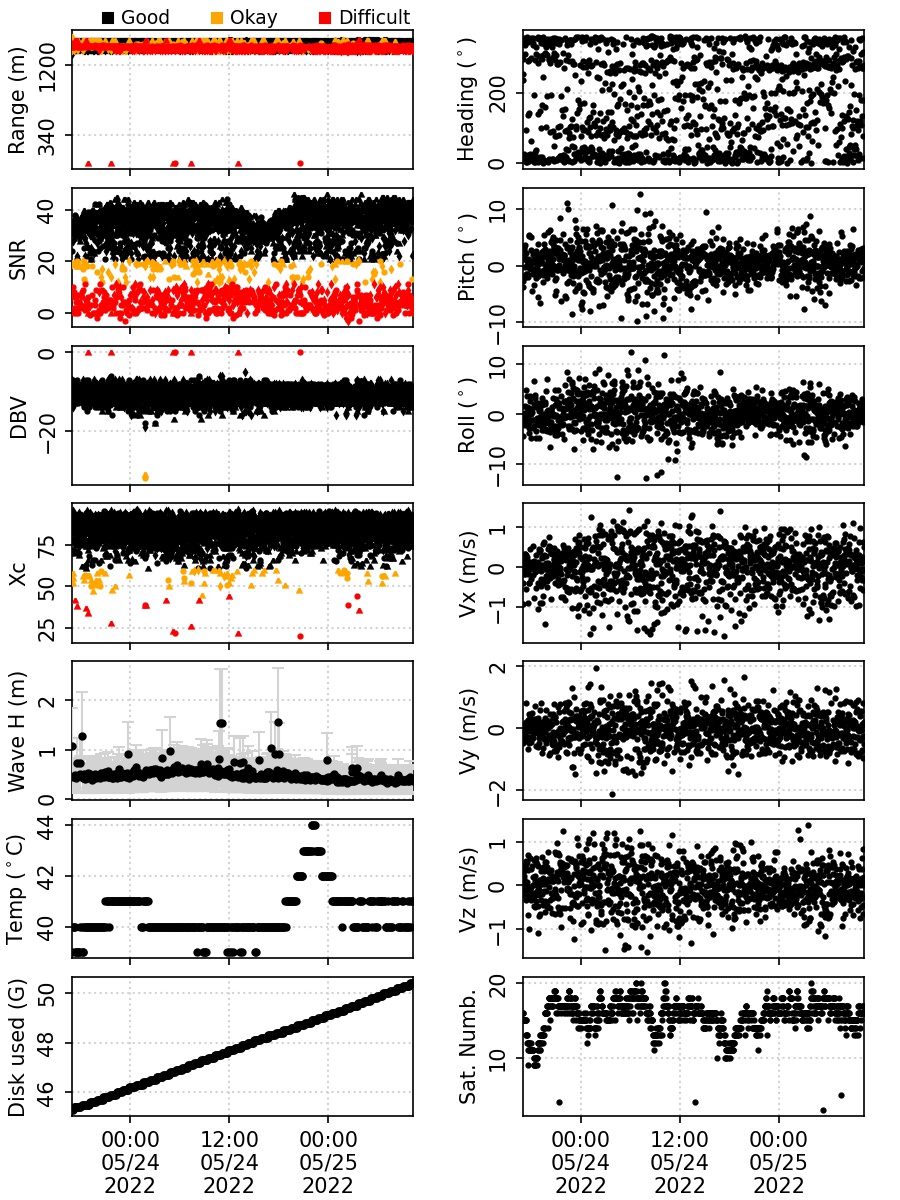 Good Okay Difficult
Range (m)
1200
340
Heading (°)
200
0
SNR
40
20
0
Pitch (°)
10
0
−10
DBV
0
−20
Roll (°)
10
0
−10
Xc
75
50
25
Vx (m/s)
1
0
−1
Wave H (m)
2
1
0
Vy (m/s)
2
0
−2
Temp (°C)
44
42
40
Vz (m/s)
1
0
−1
Disk used (G)
50
48
46
Sat. Numb.
20
10
00:00 12:00 00:00 00:00 12:00 00:00
05/24 05/24 05/25 05/24 05/24 05/25
2022 2022 2022 2022 2022 2022